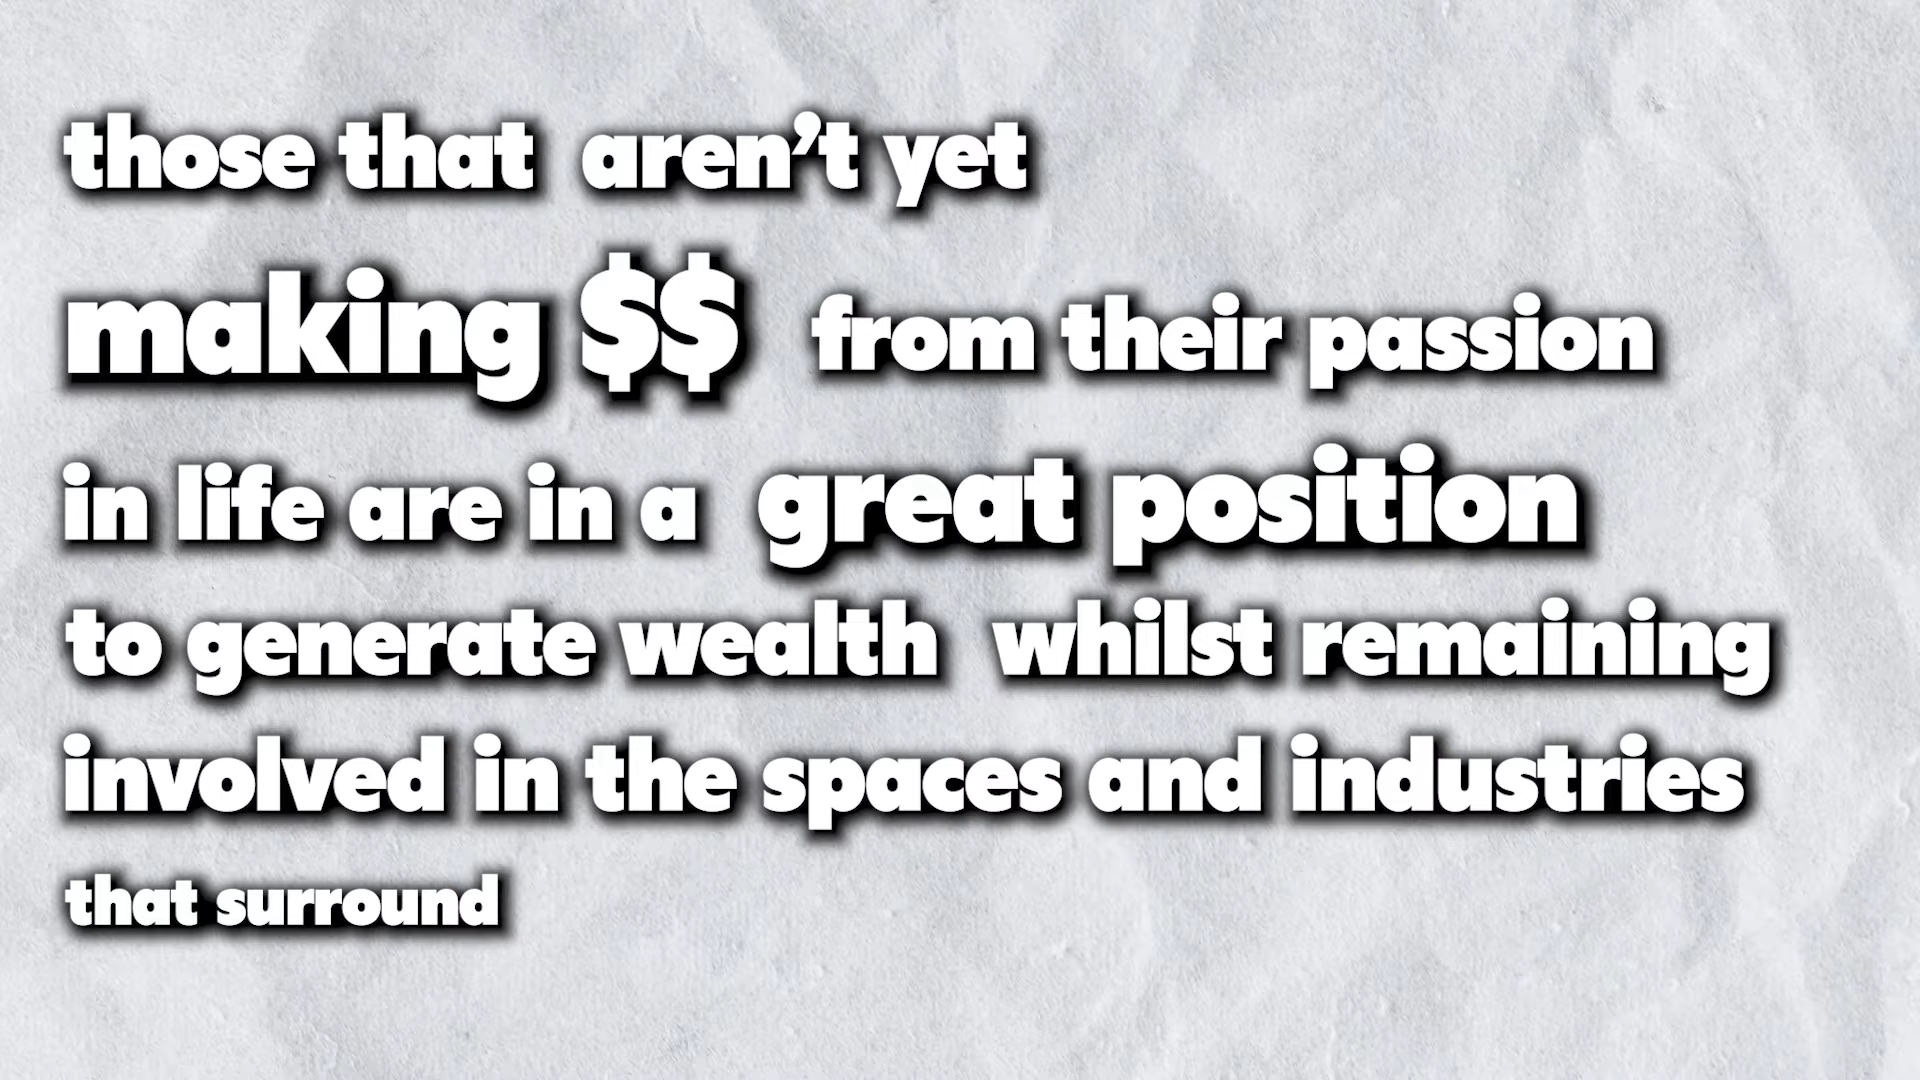 those that aren't yet
making $$ from their passion
in life are in a great position
to generate wealth whilst remaining
involved in the spaces and industries
that surround